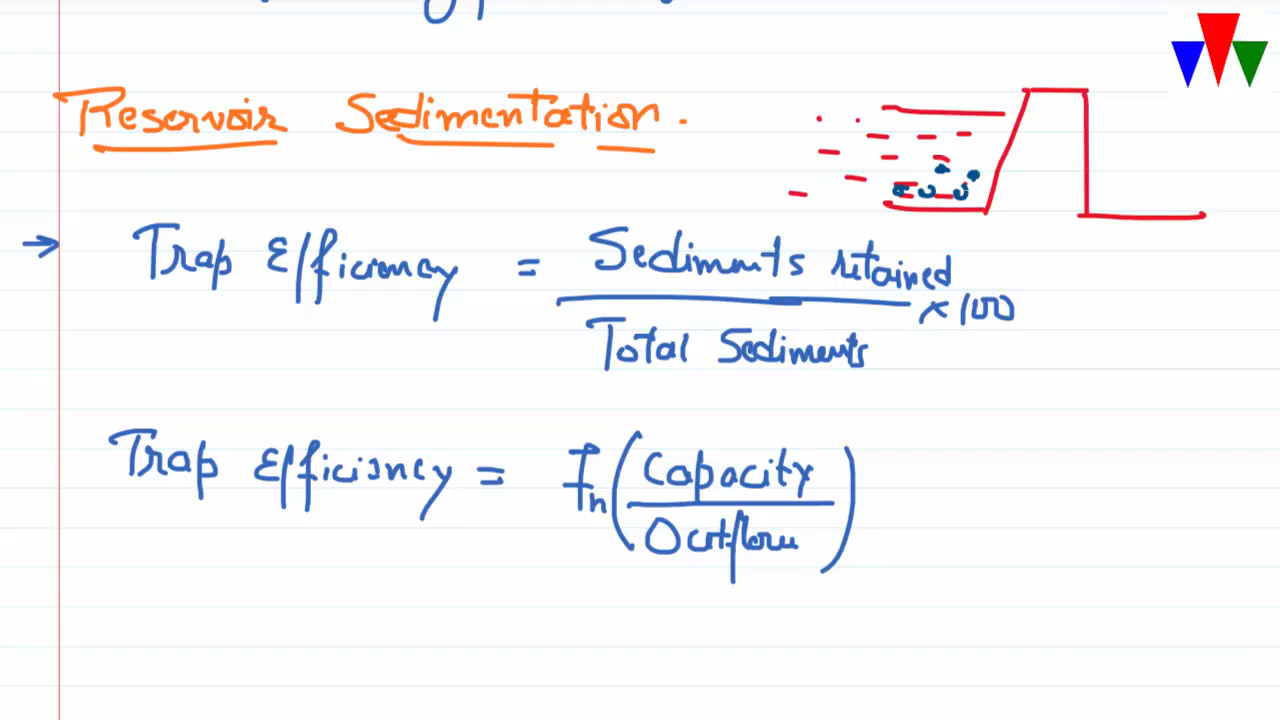 Reservoir Sedimentation.
→ Trap Efficiency = Sediments retained / Total Sediments × 100
Trap Efficiency = Fn (Capacity / Outflow)